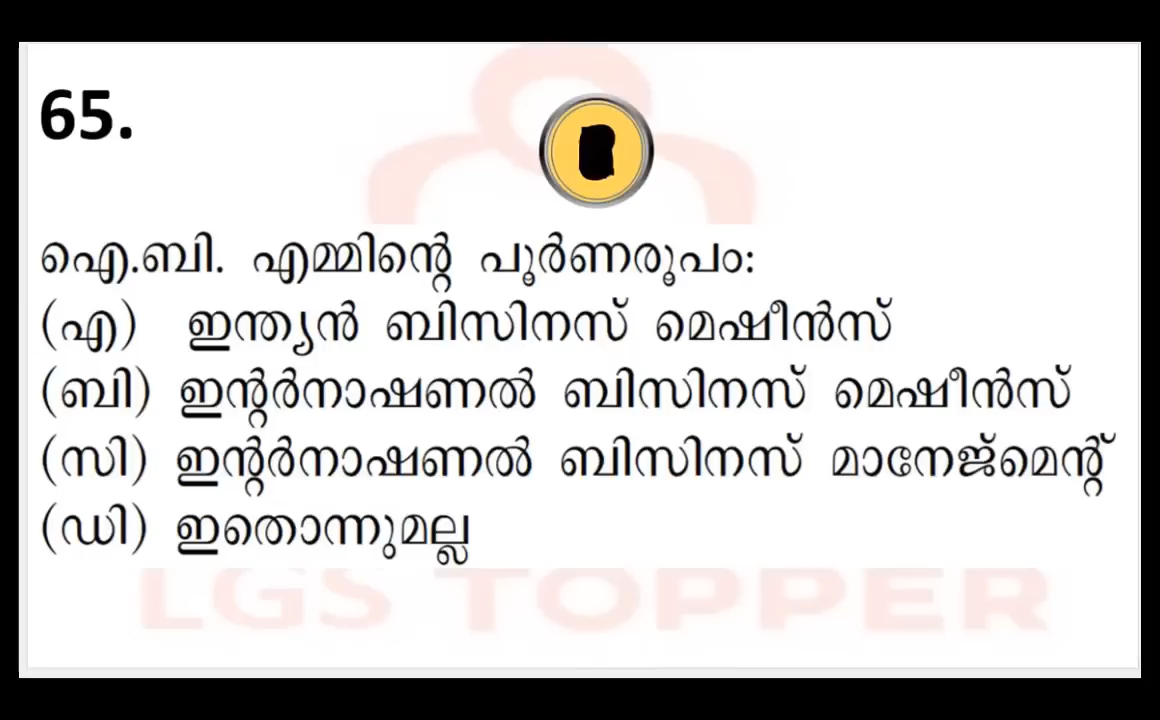 65.
ഐ.ബി. എമ്മിന്റെ പൂർണരൂപം:
(എ) ഇന്ത്യൻ ബിസിനസ് മെഷീൻസ്
(ബി) ഇന്റർനാഷണൽ ബിസിനസ് മെഷീൻസ്
(സി) ഇന്റർനാഷണൽ ബിസിനസ് മാനേജ്മെന്റ്
(ഡി) ഇതൊന്നുമല്ല
LGS TOPPER